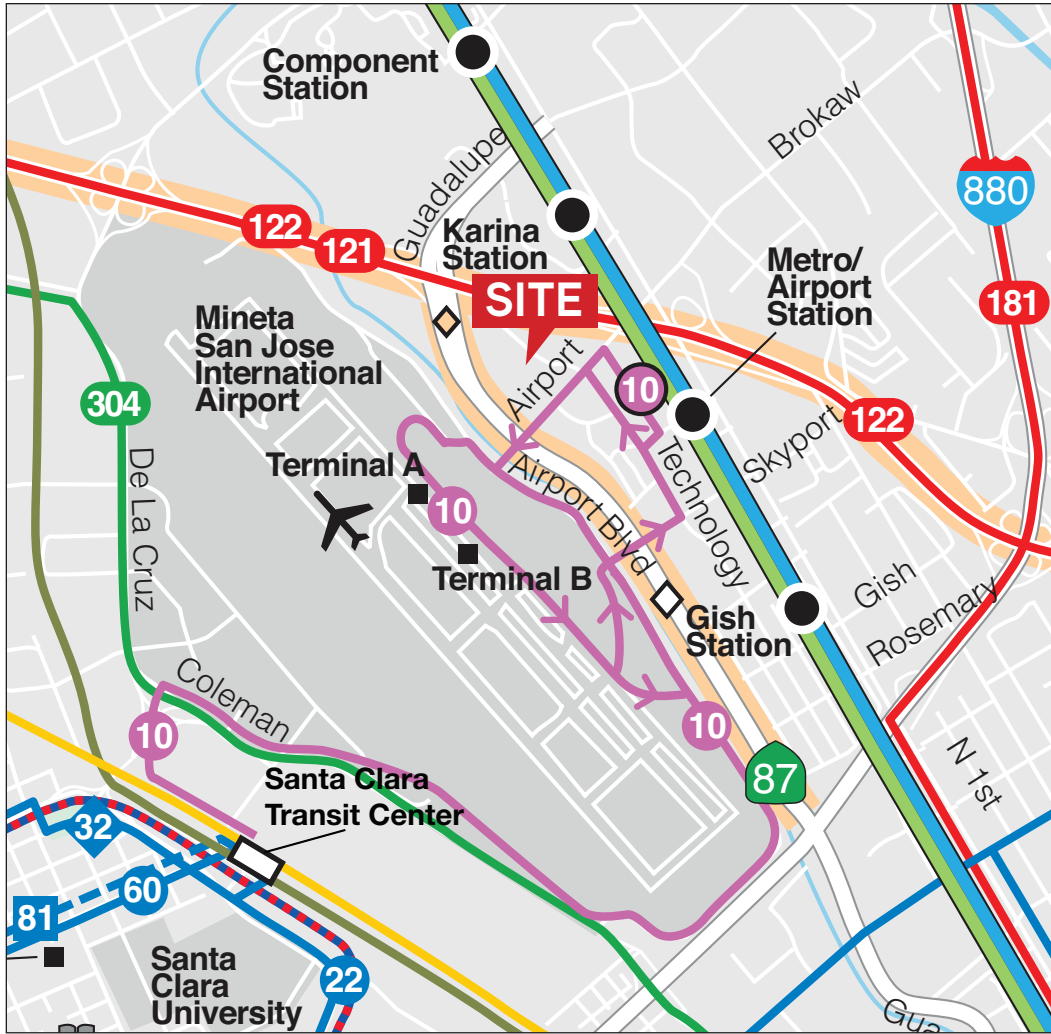 Component
Station
Guadalupe
Brokaw
880
122
121
Karina
Station
SITE
Metro/
Airport
Station
181
Mineta
San Jose
International
Airport
304
De La Cruz
Airport
10
122
Skyport
Terminal A
10
Airport Blvd
Technology
Terminal B
Gish
Station
Gish
Rosemary
Coleman
10
10
87
N 1st
Santa Clara
Transit Center
32
60
81
22
Santa
Clara
University
Gua